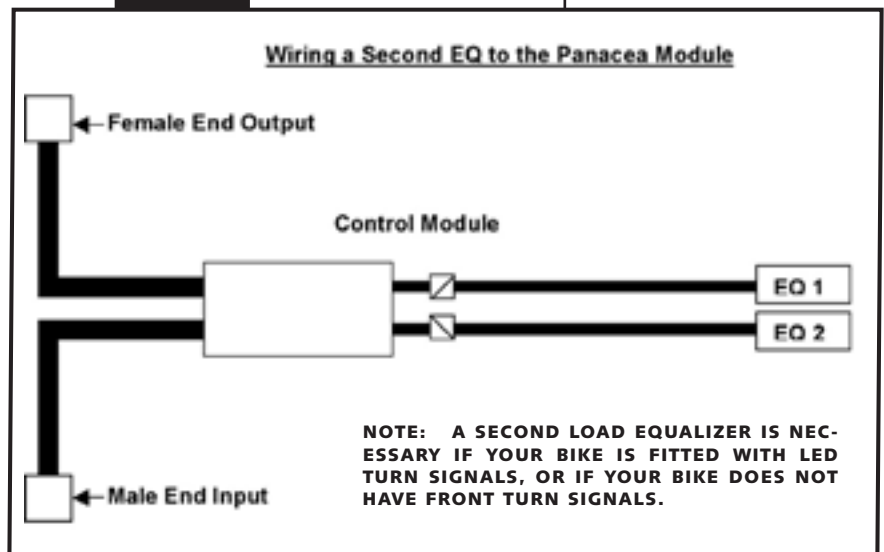 Wiring a Second EQ to the Panacea Module
Female End Output
Control Module
EQ 1
EQ 2
NOTE: A SECOND LOAD EQUALIZER IS NEC-
ESSARY IF YOUR BIKE IS FITTED WITH LED
TURN SIGNALS, OR IF YOUR BIKE DOES NOT
HAVE FRONT TURN SIGNALS.
Male End Input